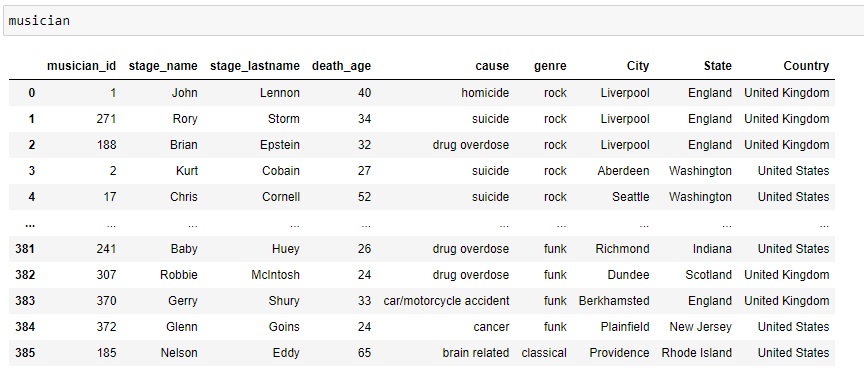 musician
musician_id stage_name stage_lastname death_age cause genre City State Country
0 1 John Lennon 40 homicide rock Liverpool England United Kingdom
1 271 Rory Storm 34 suicide rock Liverpool England United Kingdom
2 188 Brian Epstein 32 drug overdose rock Liverpool England United Kingdom
3 2 Kurt Cobain 27 suicide rock Aberdeen Washington United States
4 17 Chris Cornell 52 suicide rock Seattle Washington United States
... ... ... ... ... ... ... ... ... ...
381 241 Baby Huey 26 drug overdose funk Richmond Indiana United States
382 307 Robbie McIntosh 24 drug overdose funk Dundee Scotland United Kingdom
383 370 Gerry Shury 33 car/motorcycle accident funk Berkhamsted England United Kingdom
384 372 Glenn Goins 24 cancer funk Plainfield New Jersey United States
385 185 Nelson Eddy 65 brain related classical Providence Rhode Island United States